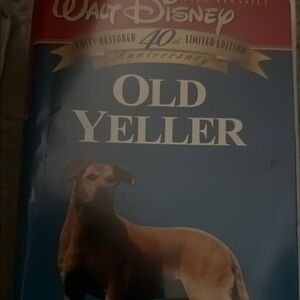 WALT DISNEY
FULLY RESTORED 40th LIMITED EDITION
Anniversary
OLD
YELLER